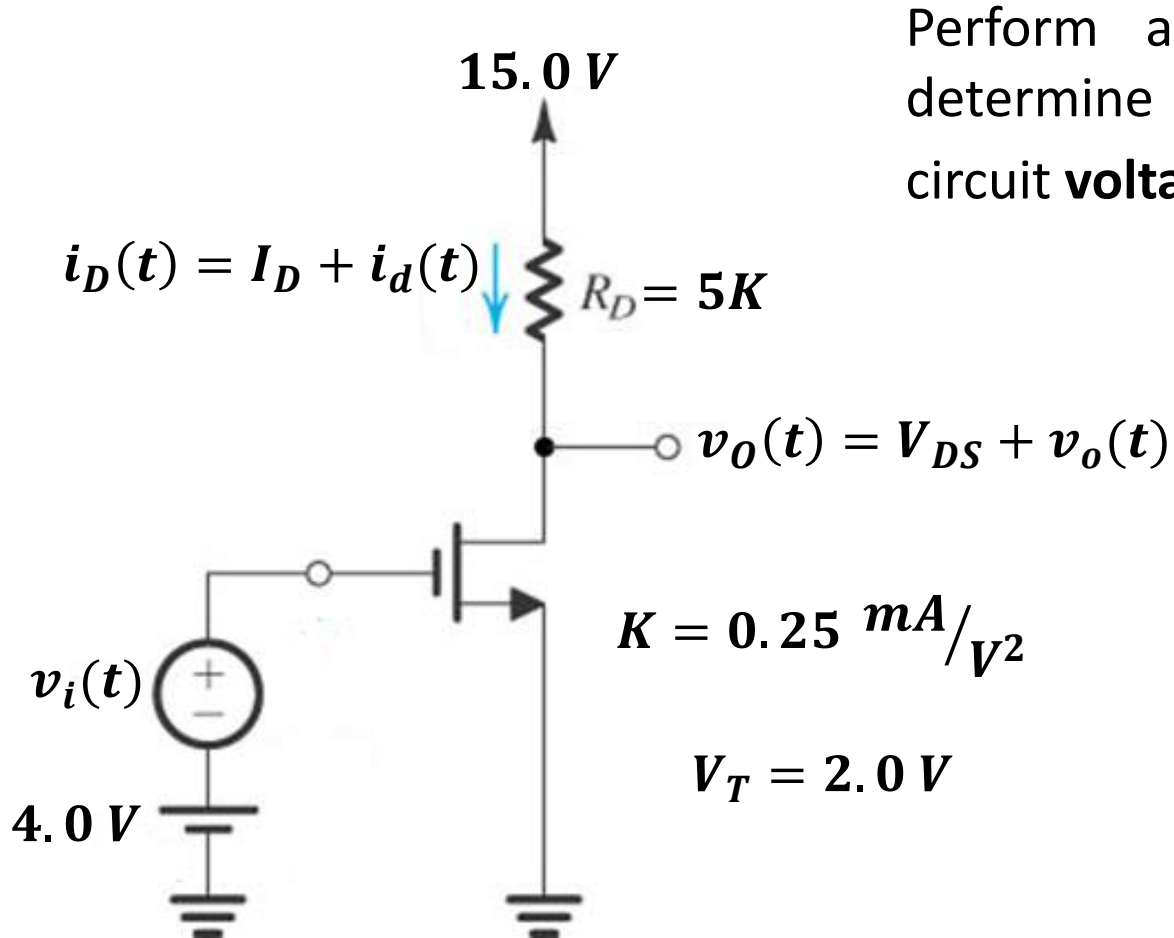 Perform a
determine
circuit volta
15.0 V
i_D(t) = I_D + i_d(t)
R_D = 5K
v_O(t) = V_DS + v_o(t)
K = 0.25 mA/V²
v_i(t)
+
−
V_T = 2.0 V
4.0 V